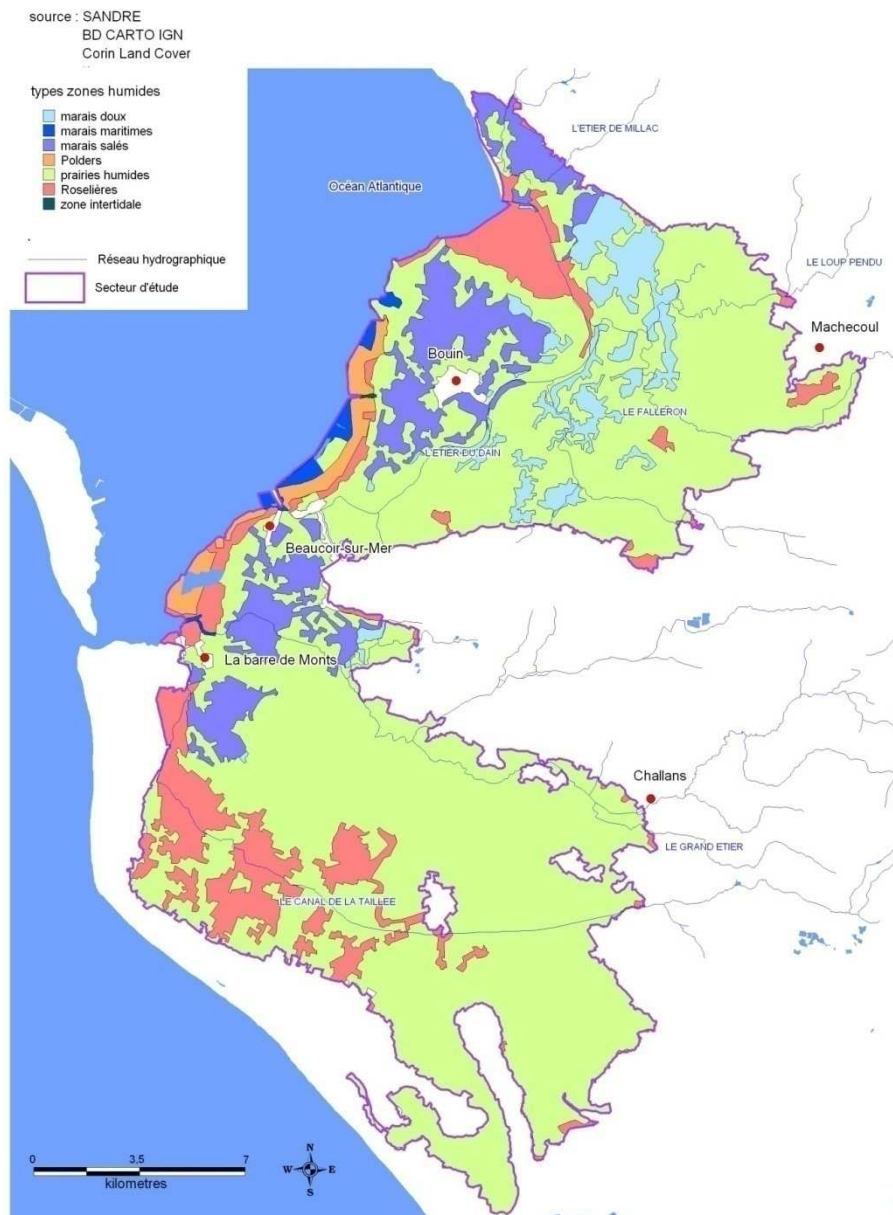 source : SANDRE
BD CARTO IGN
Corin Land Cover
types zones humides
marais doux
marais maritimes
marais salés
Polders
prairies humides
Roselières
zone intertidale
Réseau hydrographique
Secteur d'étude
L'ETIER DE MILLAC
Océan Atlantique
LE LOUP PENDU
Machecoul
Bouin
LE FALLERON
L'ETIER DU DAIN
Beaucoir-sur-Mer
La barre de Monts
Challans
LE GRAND ETIER
LE CANAL DE LA TAILLEE
0 3,5 7
kilometres
N
W E
S